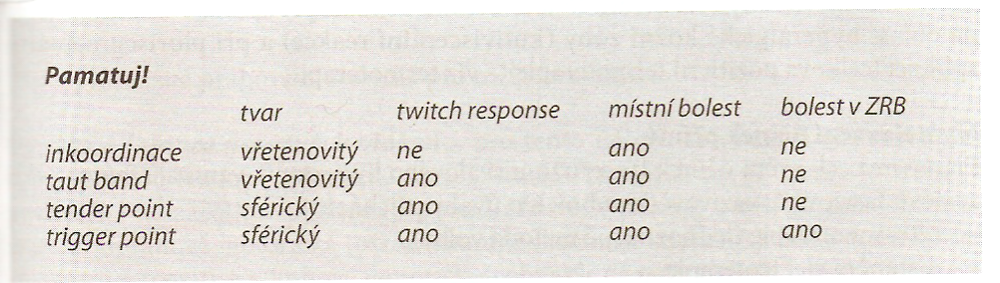 Pamatuj!
tvar twitch response místní bolest bolest v ZRB
inkoordinace vřetenovitý ne ano ne
taut band vřetenovitý ano ano ne
tender point sférický ano ano ne
trigger point sférický ano ano ano